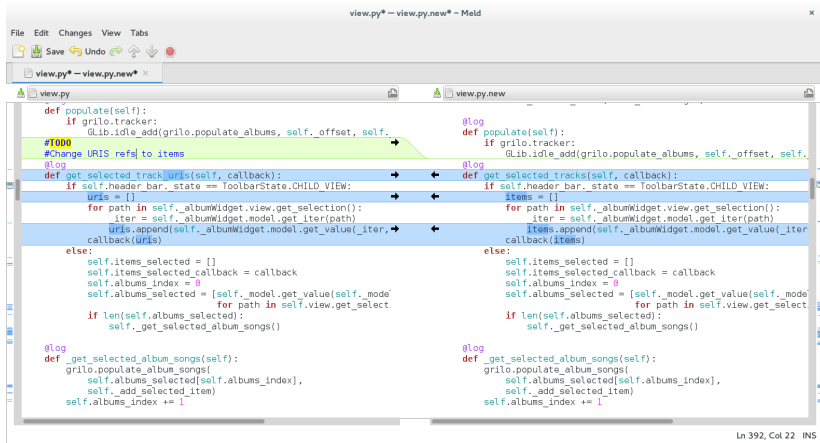 view.py* — view.py.new* – Meld
File Edit Changes View Tabs
Save Undo
view.py* — view.py.new*
view.py
def populate(self):
if grilo.tracker:
GLib.idle_add(grilo.populate_albums, self._offset, self.
#TODO
#Change URIS refs to items
@log
def get_selected_track_uris(self, callback):
if self.header_bar._state == ToolbarState.CHILD_VIEW:
uris = []
for path in self._albumWidget.view.get_selection():
_iter = self._albumWidget.model.get_iter(path)
uris.append(self._albumWidget.model.get_value(_iter,
callback(uris)
else:
self.items_selected = []
self.items_selected_callback = callback
self.albums_index = 0
self.albums_selected = [self._model.get_value(self._mode
for path in self.view.get_select
if len(self.albums_selected):
self._get_selected_album_songs()
@log
def _get_selected_album_songs(self):
grilo.populate_album_songs(
self.albums_selected[self.albums_index],
self._add_selected_item)
self.albums_index += 1
view.py.new
@log
def populate(self):
if grilo.tracker:
GLib.idle_add(grilo.populate_albums, self._offset, self.
@log
def get_selected_tracks(self, callback):
if self.header_bar._state == ToolbarState.CHILD_VIEW:
items = []
for path in self._albumWidget.view.get_selection():
_iter = self._albumWidget.model.get_iter(path)
items.append(self._albumWidget.model.get_value(_iter
callback(items)
else:
self.items_selected = []
self.items_selected_callback = callback
self.albums_index = 0
self.albums_selected = [self._model.get_value(self._mode
for path in self.view.get_select
if len(self.albums_selected):
self._get_selected_album_songs()
@log
def _get_selected_album_songs(self):
grilo.populate_album_songs(
self.albums_selected[self.albums_index],
self._add_selected_item)
self.albums_index += 1
Ln 392, Col 22 INS